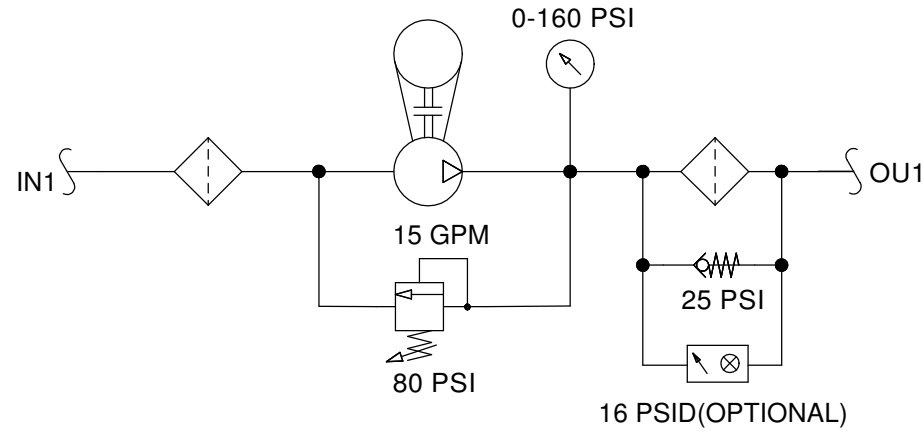 0-160 PSI
IN1
OU1
15 GPM
25 PSI
80 PSI
16 PSID(OPTIONAL)